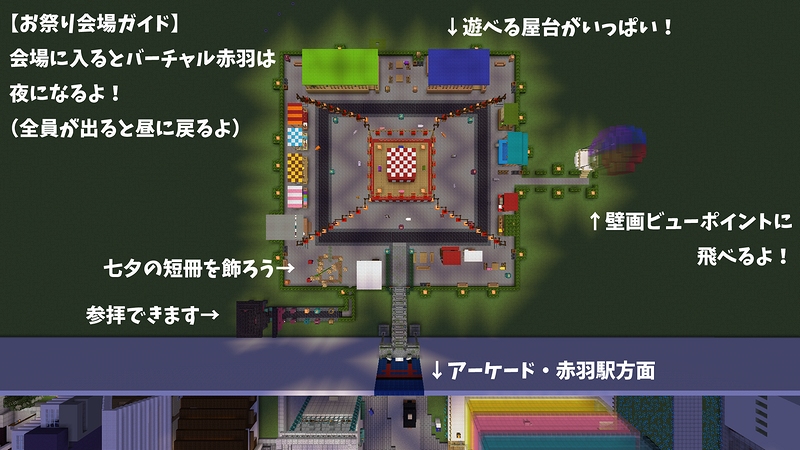 【お祭り会場ガイド】
会場に入るとバーチャル赤羽は
夜になるよ！
（全員が出ると昼に戻るよ）
↓遊べる屋台がいっぱい！
↑壁画ビューポイントに
飛べるよ！
七夕の短冊を飾ろう→
参拝できます→
↓アーケード・赤羽駅方面